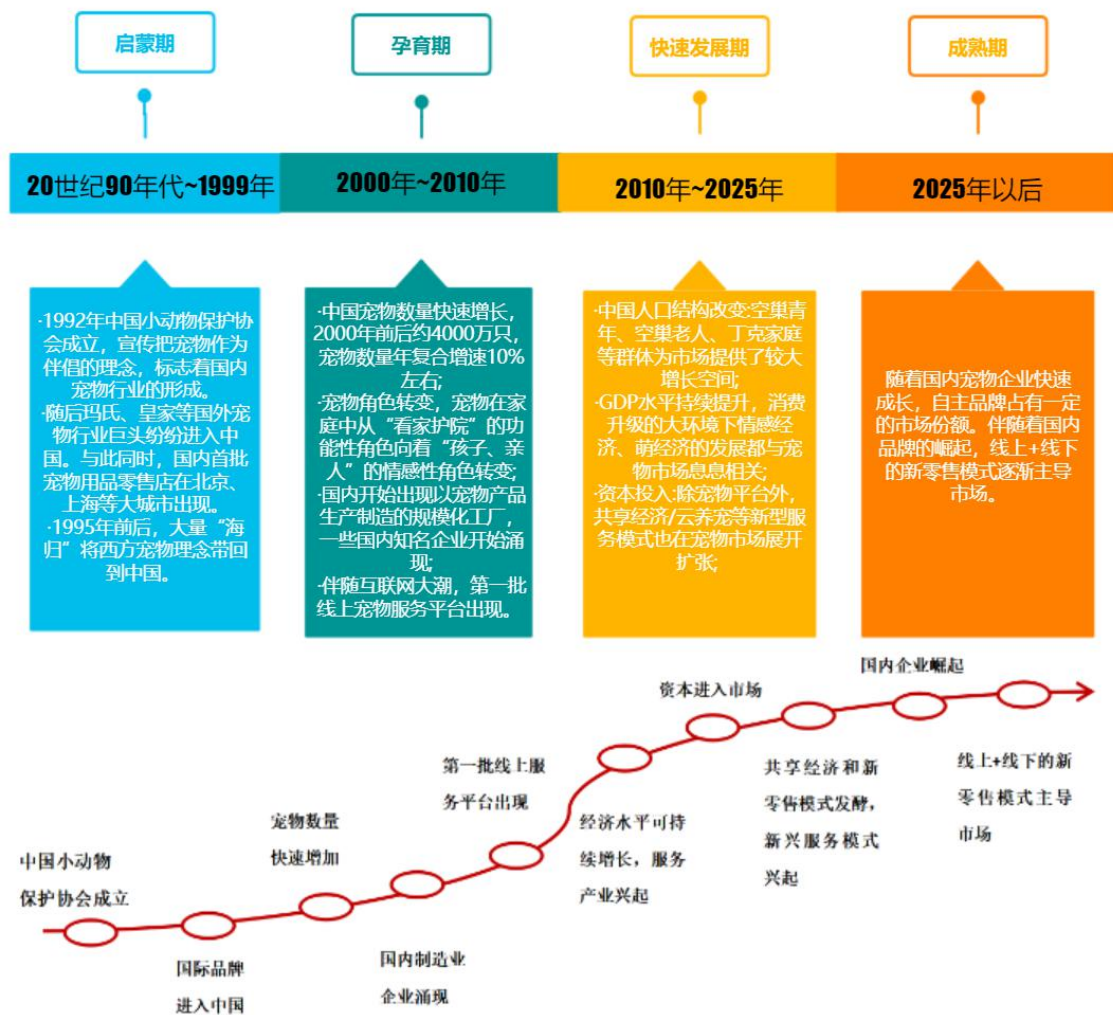 启蒙期
孕育期
快速发展期
成熟期
20世纪90年代~1999年
2000年~2010年
2010年~2025年
2025年以后
·1992年中国小动物保护协
会成立，宣传把宠物作为
伴侣的理念，标志着国内
宠物行业的形成。
·随后玛氏、皇家等国外宠
物行业巨头纷纷进入中
国。与此同时，国内首批
宠物用品零售店在北京、
上海等大城市出现。
·1995年前后，大量“海
归”将西方宠物理念带回
到中国。
·中国宠物数量快速增长，
2000年前后约4000万只，
宠物数量年复合增速10%
左右;
·宠物角色转变，宠物在家
庭中从“看家护院”的功
能性角色向着“孩子、亲
人”的情感性角色转变;
·国内开始出现以宠物产品
生产制造的规模化工厂，
一些国内知名企业开始涌
现;
·伴随互联网大潮，第一批
线上宠物服务平台出现。
·中国人口结构改变:空巢青
年、空巢老人、丁克家庭
等群体为市场提供了较大
增长空间;
·GDP水平持续提升，消费
升级的大环境下情感经
济、萌经济的发展都与宠
物市场息息相关;
·资本投入:除宠物平台外，
共享经济/云养宠等新型服
务模式也在宠物市场展开
扩张;
随着国内宠物企业快速
成长，自主品牌占有一定
的市场份额。伴随着国内
品牌的崛起，线上+线下
的新零售模式逐渐主导
市场。
中国小动物
保护协会成立
国际品牌
进入中国
宠物数量
快速增加
国内制造业
企业涌现
第一批线上服
务平台出现
经济水平可持
续增长，服务
产业兴起
资本进入市场
共享经济和新
零售模式发酵，
新兴服务模式
兴起
国内企业崛起
线上+线下的新
零售模式主导
市场